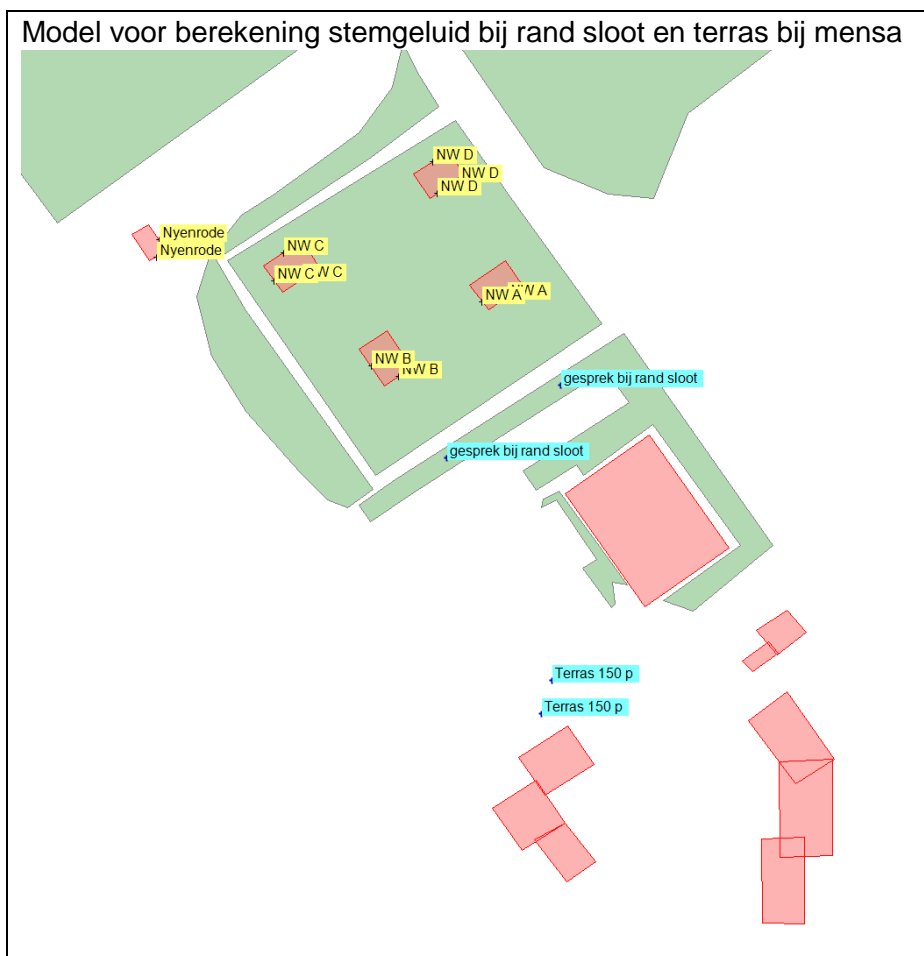 Model voor berekening stemgeluid bij rand sloot en terras bij mensa
NW D
NW D
NW D
Nyenrode
Nyenrode
NW C
NW C
W C
NW A
NW A
NW B
NW B
gesprek bij rand sloot
gesprek bij rand sloot
Terras 150 p
Terras 150 p